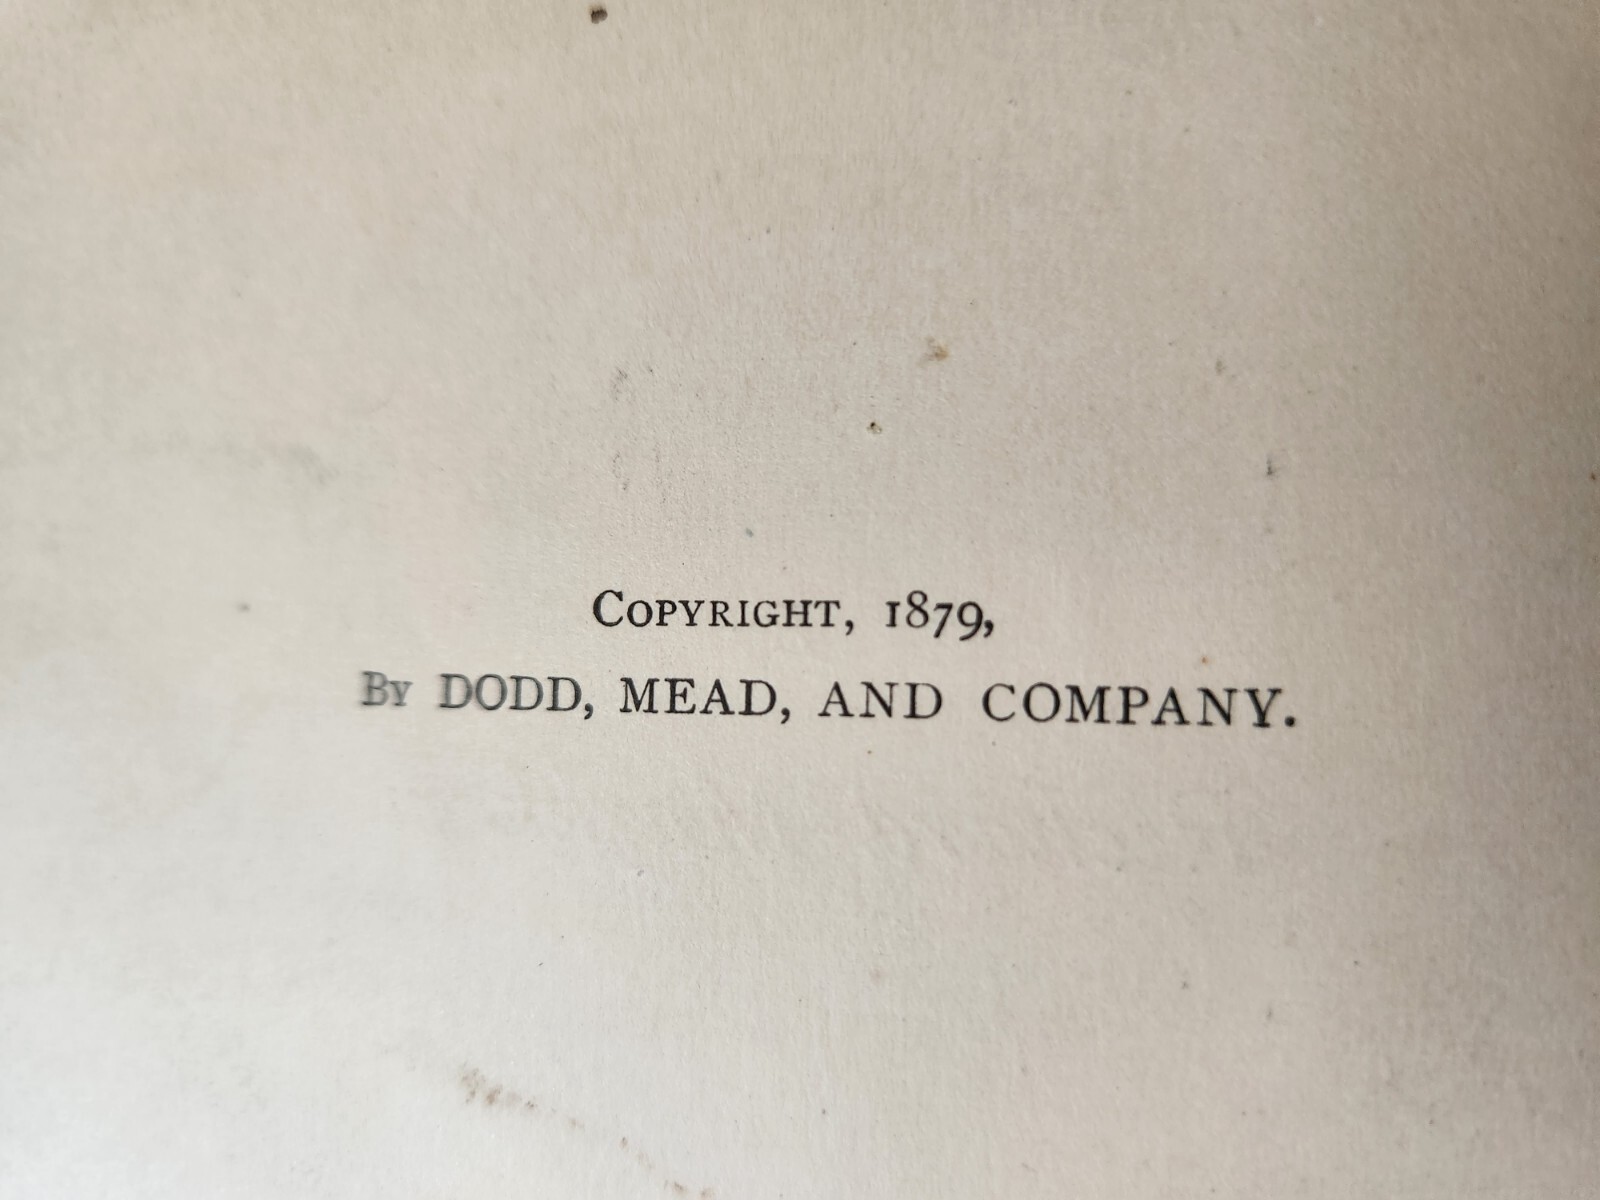 Copyright, 1879,
By DODD, MEAD, AND COMPANY.